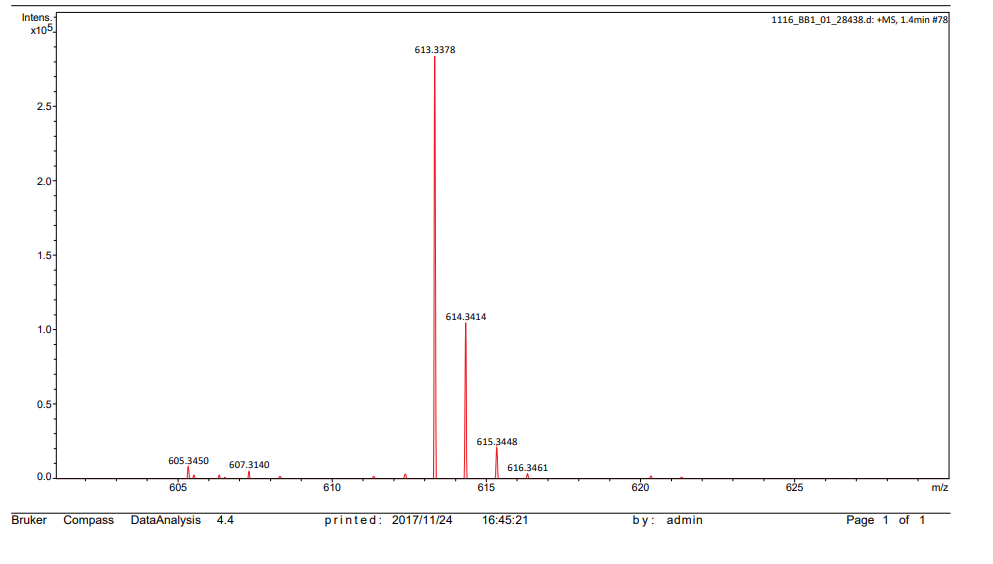 Intens.
x10⁵
1116_BB1_01_28438.d: +MS, 1.4min #78
613.3378
2.5
2.0
1.5
614.3414
1.0
0.5
615.3448
605.3450
607.3140
616.3461
0.0
605 610 615 620 625 m/z
Bruker Compass DataAnalysis 4.4 printed: 2017/11/24 16:45:21 by: admin Page 1 of 1